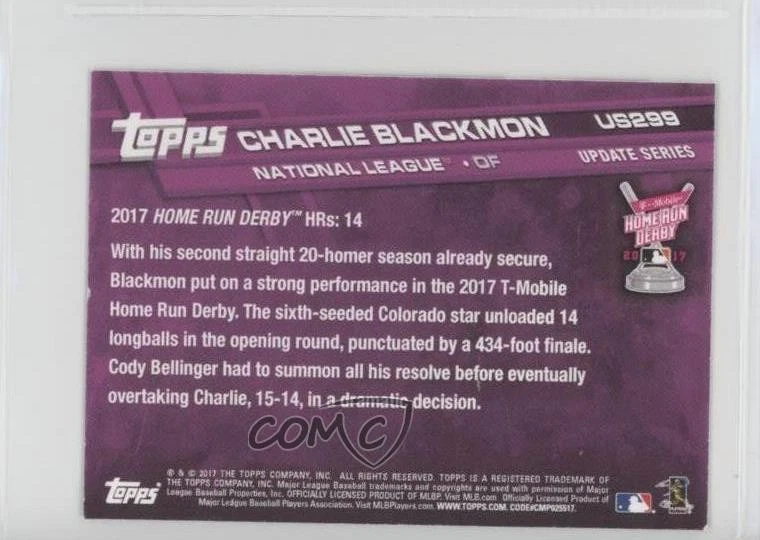 Topps CHARLIE BLACKMON US299
NATIONAL LEAGUE® • OF UPDATE SERIES
2017 HOME RUN DERBY™ HRs: 14
T··Mobile·
HOME RUN
DERBY
2017
With his second straight 20-homer season already secure,
Blackmon put on a strong performance in the 2017 T-Mobile
Home Run Derby. The sixth-seeded Colorado star unloaded 14
longballs in the opening round, punctuated by a 434-foot finale.
Cody Bellinger had to summon all his resolve before eventually
overtaking Charlie, 15-14, in a dramatic decision.
COMC
Topps
® & © 2017 THE TOPPS COMPANY, INC. ALL RIGHTS RESERVED. TOPPS IS A REGISTERED TRADEMARK OF
THE TOPPS COMPANY, INC. Major League Baseball trademarks and copyrights are used with permission of Major
League Baseball Properties, Inc. OFFICIALLY LICENSED PRODUCT OF MLBP. Visit MLB.com Officially Licensed Product of
Major League Baseball Players Association. Visit MLBPlayers.com. WWW.TOPPS.COM. CODE#CMP025517.